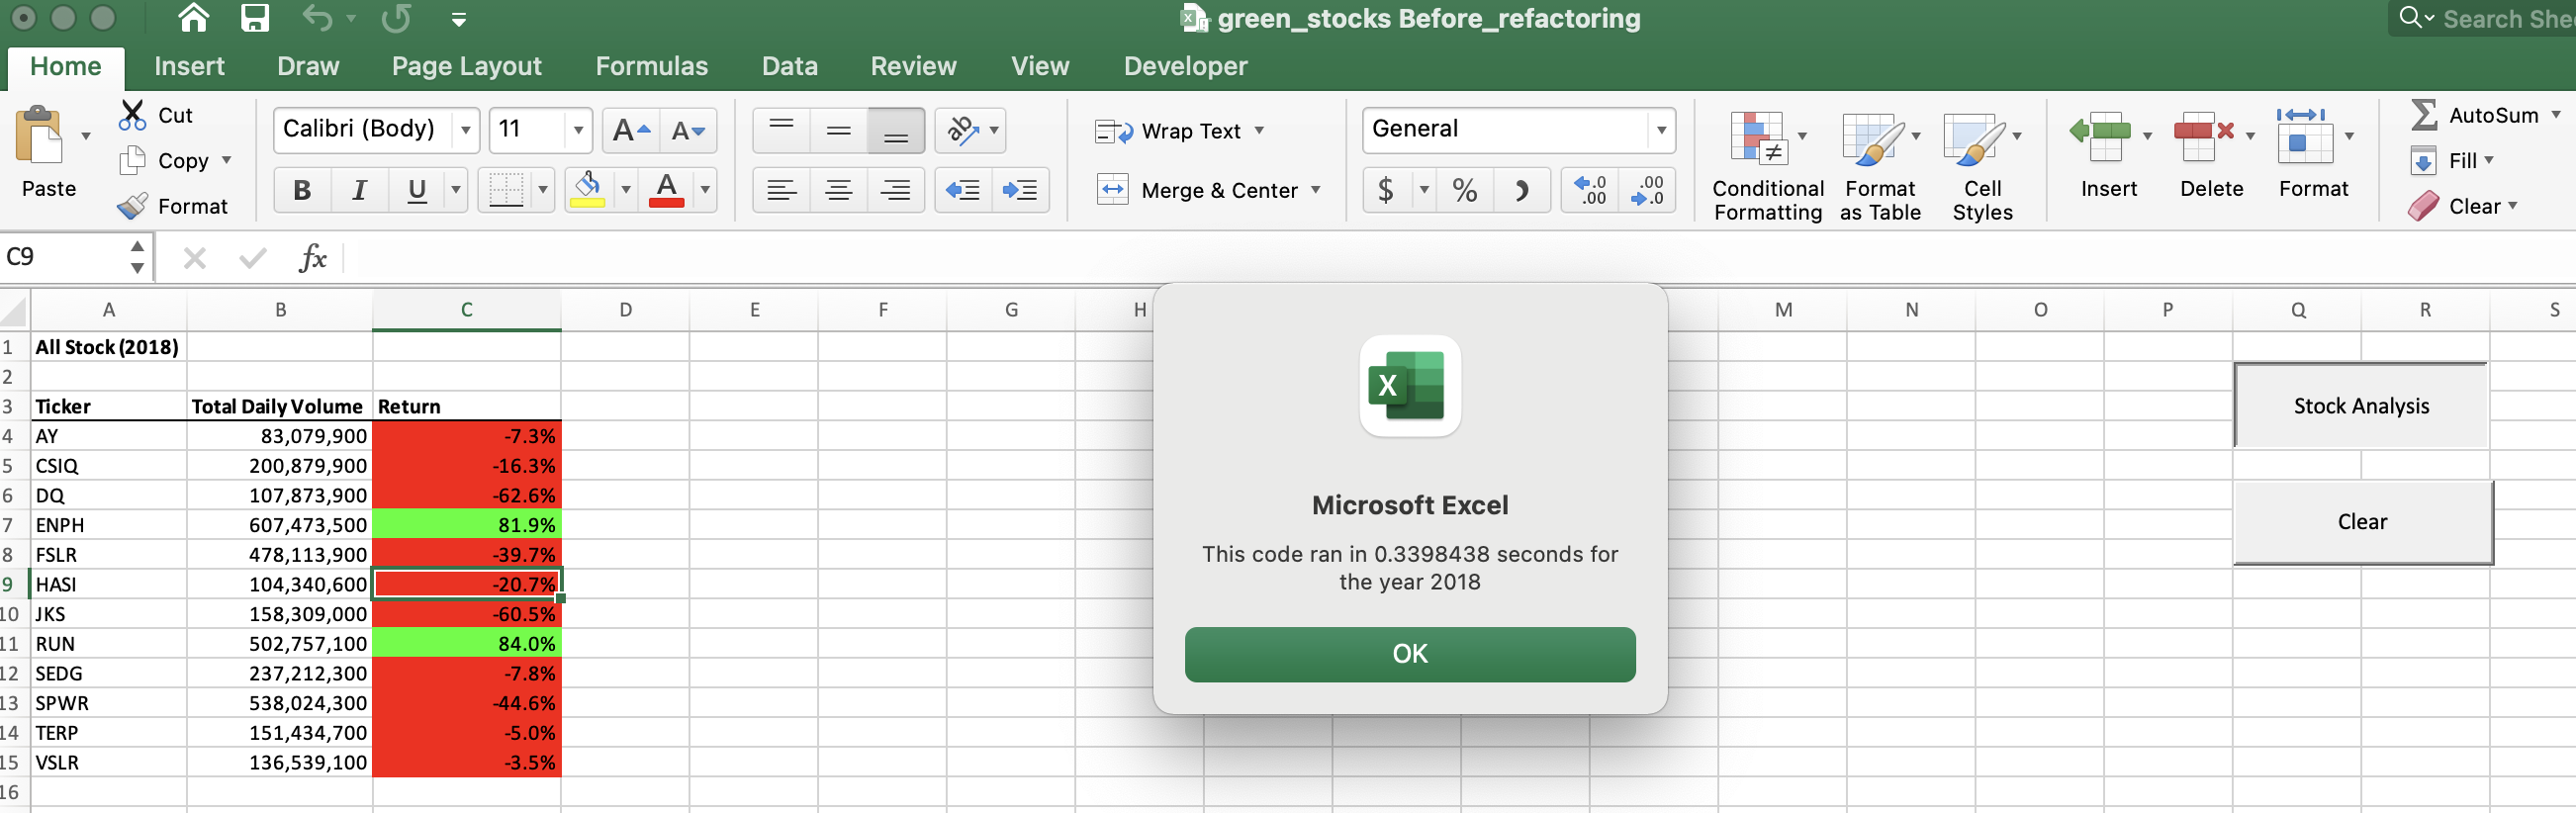 green_stocks Before_refactoring
Search She
Home Insert Draw Page Layout Formulas Data Review View Developer
Paste
Cut
Copy
Format
Calibri (Body) 11
A A
B I U A
ab
Wrap Text
Merge & Center
General
$ % .0 .00 .00 .0
Conditional Formatting
Format as Table
Cell Styles
Insert
Delete
Format
AutoSum
Fill
Clear
C9 fx
A B C D E F G H M N O P Q R S
1 All Stock (2018)
2
3 Ticker Total Daily Volume Return
4 AY 83,079,900 -7.3%
5 CSIQ 200,879,900 -16.3%
6 DQ 107,873,900 -62.6%
7 ENPH 607,473,500 81.9%
8 FSLR 478,113,900 -39.7%
9 HASI 104,340,600 -20.7%
10 JKS 158,309,000 -60.5%
11 RUN 502,757,100 84.0%
12 SEDG 237,212,300 -7.8%
13 SPWR 538,024,300 -44.6%
14 TERP 151,434,700 -5.0%
15 VSLR 136,539,100 -3.5%
16
X
Microsoft Excel
This code ran in 0.3398438 seconds for
the year 2018
OK
Stock Analysis
Clear